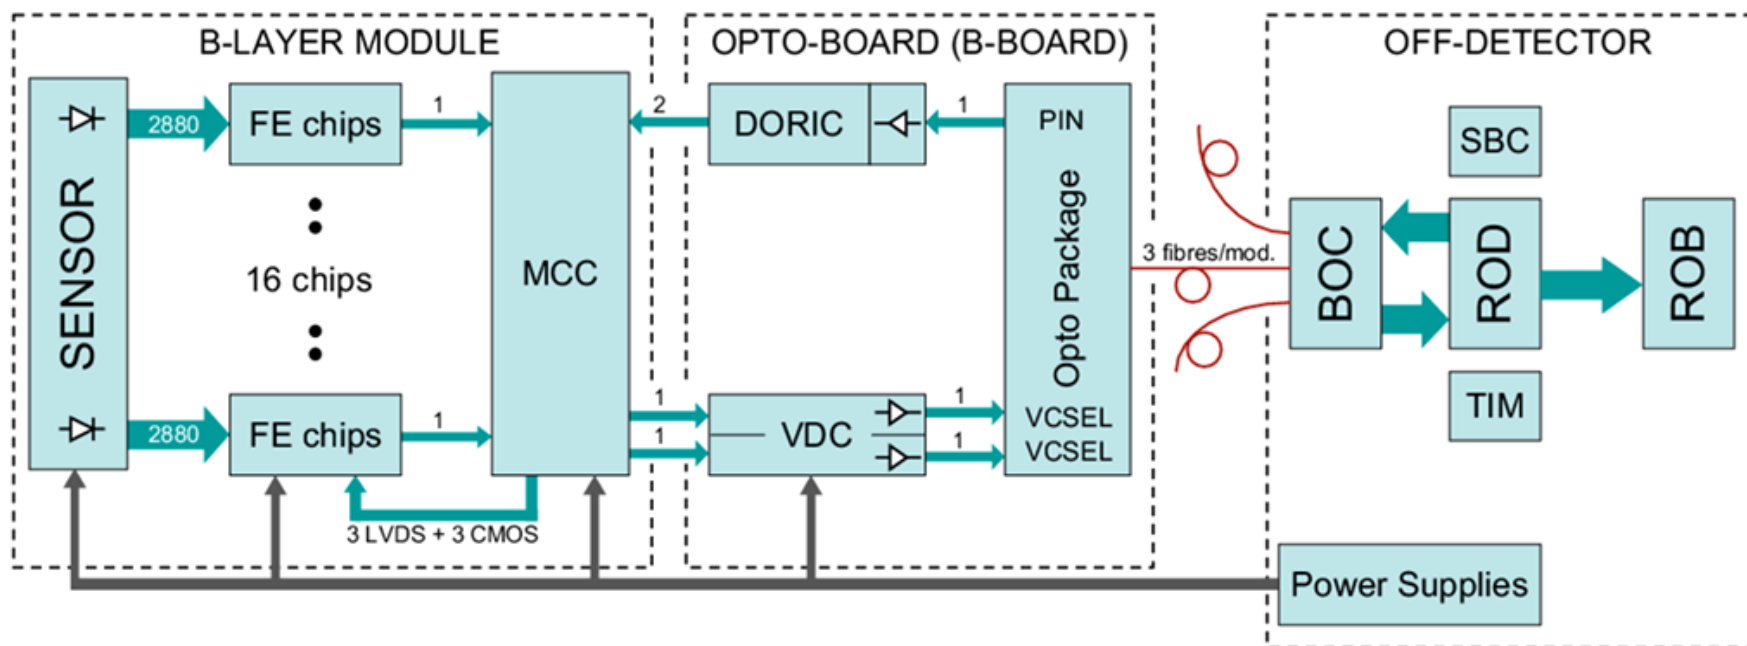 B-LAYER MODULE
OPTO-BOARD (B-BOARD)
OFF-DETECTOR
SENSOR
2880
FE chips
1
16 chips
2880
FE chips
1
MCC
3 LVDS + 3 CMOS
2
DORIC
1
PIN
Opto Package
1
1
VDC
1
1
VCSEL
VCSEL
3 fibres/mod.
BOC
SBC
ROD
TIM
ROB
Power Supplies